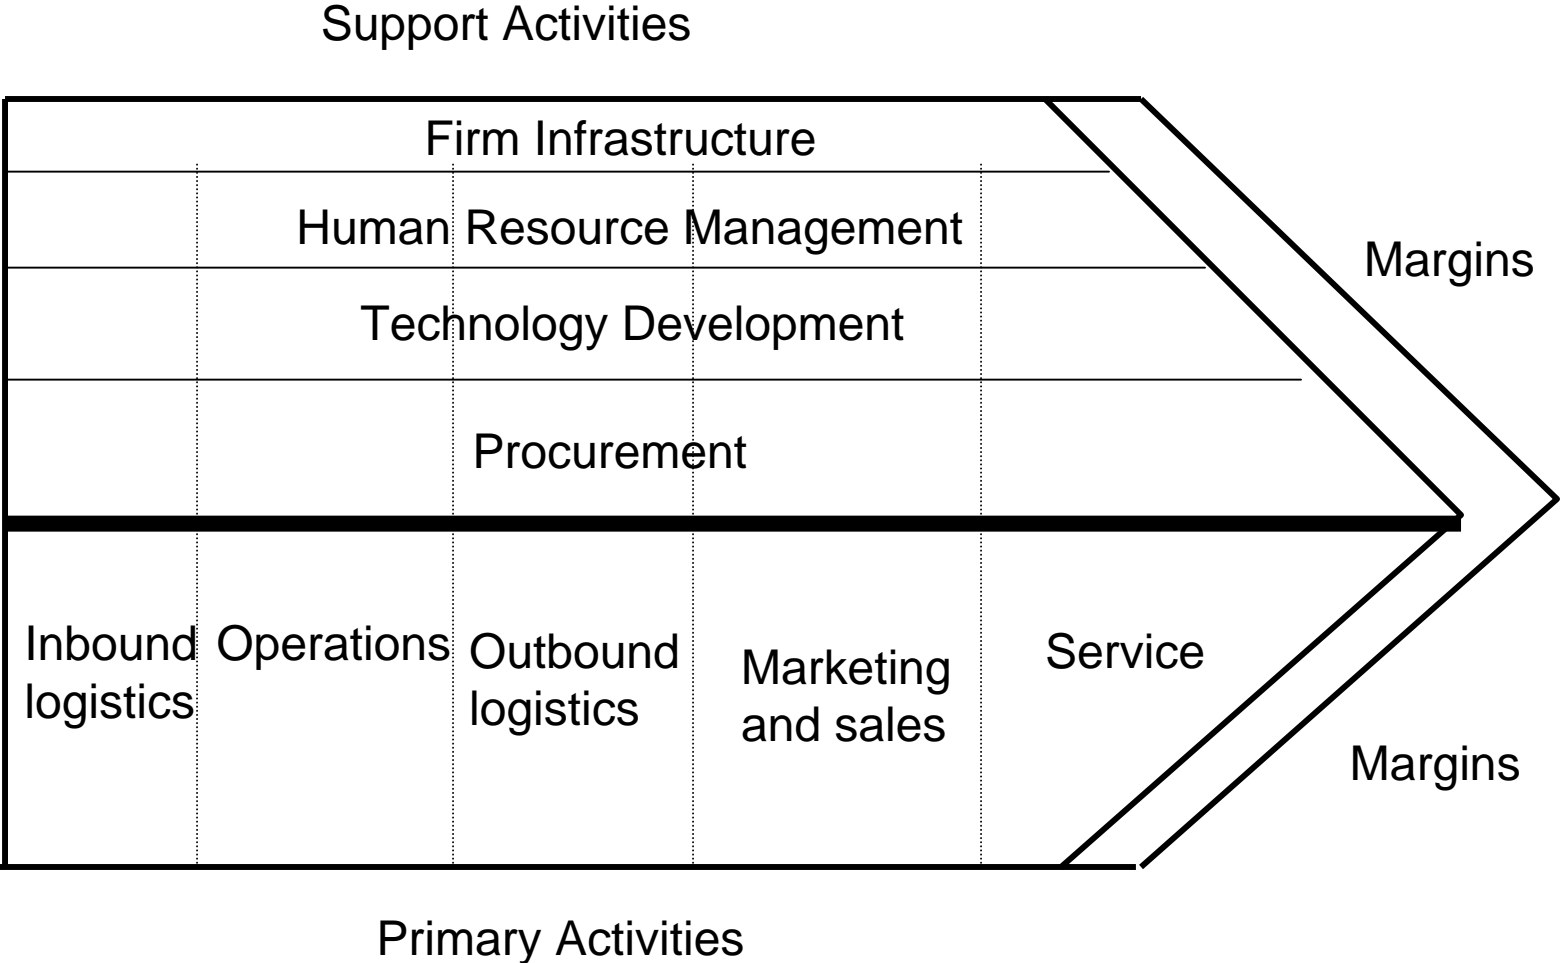 Support Activities
Firm Infrastructure
Human Resource Management
Margins
Technology Development
Procurement
Inbound
logistics
Operations
Outbound
logistics
Marketing
and sales
Service
Margins
Primary Activities